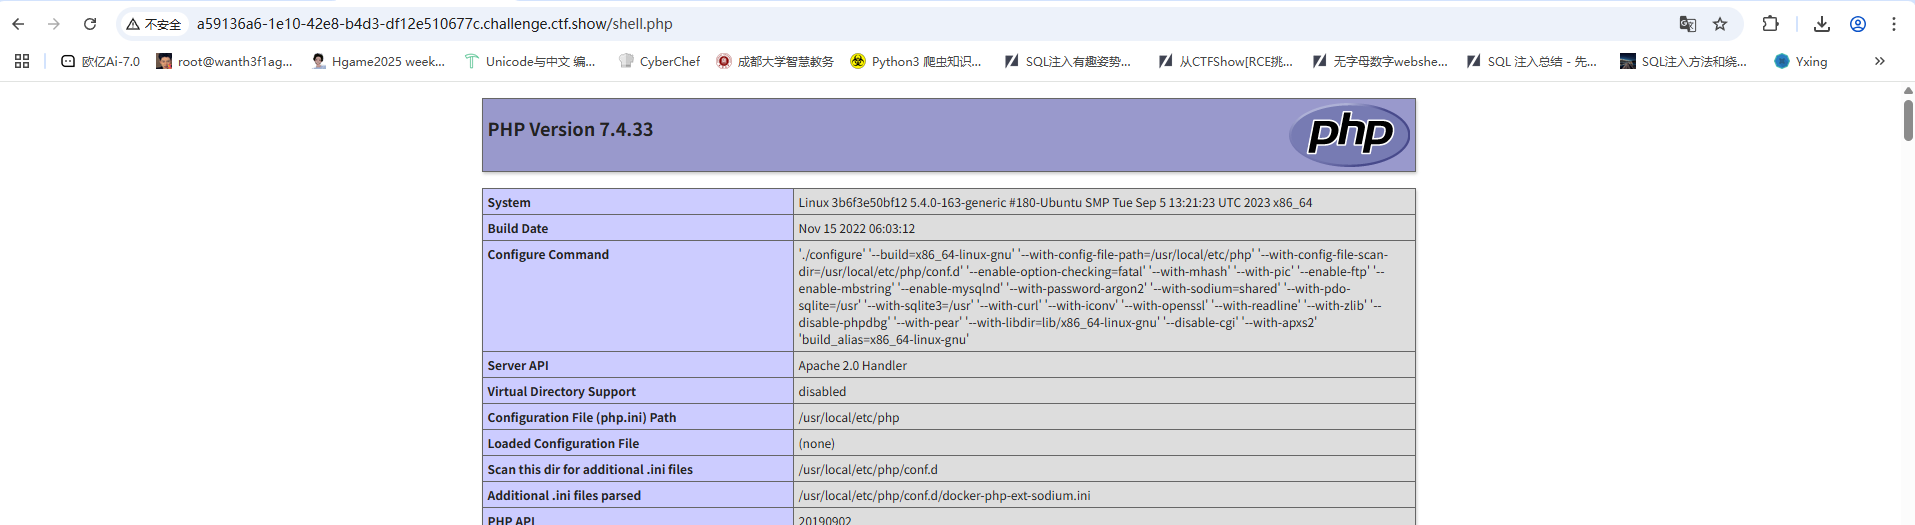 不安全 a59136a6-1e10-42e8-b4d3-df12e510677c.challenge.ctf.show/shell.php
欧亿Ai-7.0 root@wanth3f1ag... Hgame2025 week... Unicode与中文 编... CyberChef 成都大学智慧教务 Python3 爬虫知识... SQL注入有趣姿势... 从CTFShow[RCE挑... 无字母数字webshe... SQL 注入总结 - 先... SQL注入方法和绕... Yxing
PHP Version 7.4.33
php
System Linux 3b6f3e50bf12 5.4.0-163-generic #180-Ubuntu SMP Tue Sep 5 13:21:23 UTC 2023 x86_64
Build Date Nov 15 2022 06:03:12
Configure Command './configure' '--build=x86_64-linux-gnu' '--with-config-file-path=/usr/local/etc/php' '--with-config-file-scan-
dir=/usr/local/etc/php/conf.d' '--enable-option-checking=fatal' '--with-mhash' '--with-pic' '--enable-ftp' '--
enable-mbstring' '--enable-mysqlnd' '--with-password-argon2' '--with-sodium=shared' '--with-pdo-
sqlite=/usr' '--with-sqlite3=/usr' '--with-curl' '--with-iconv' '--with-openssl' '--with-readline' '--with-zlib' '--
disable-phpdbg' '--with-pear' '--with-libdir=lib/x86_64-linux-gnu' '--disable-cgi' '--with-apxs2'
'build_alias=x86_64-linux-gnu'
Server API Apache 2.0 Handler
Virtual Directory Support disabled
Configuration File (php.ini) Path /usr/local/etc/php
Loaded Configuration File (none)
Scan this dir for additional .ini files /usr/local/etc/php/conf.d
Additional .ini files parsed /usr/local/etc/php/conf.d/docker-php-ext-sodium.ini
PHP API 20190902